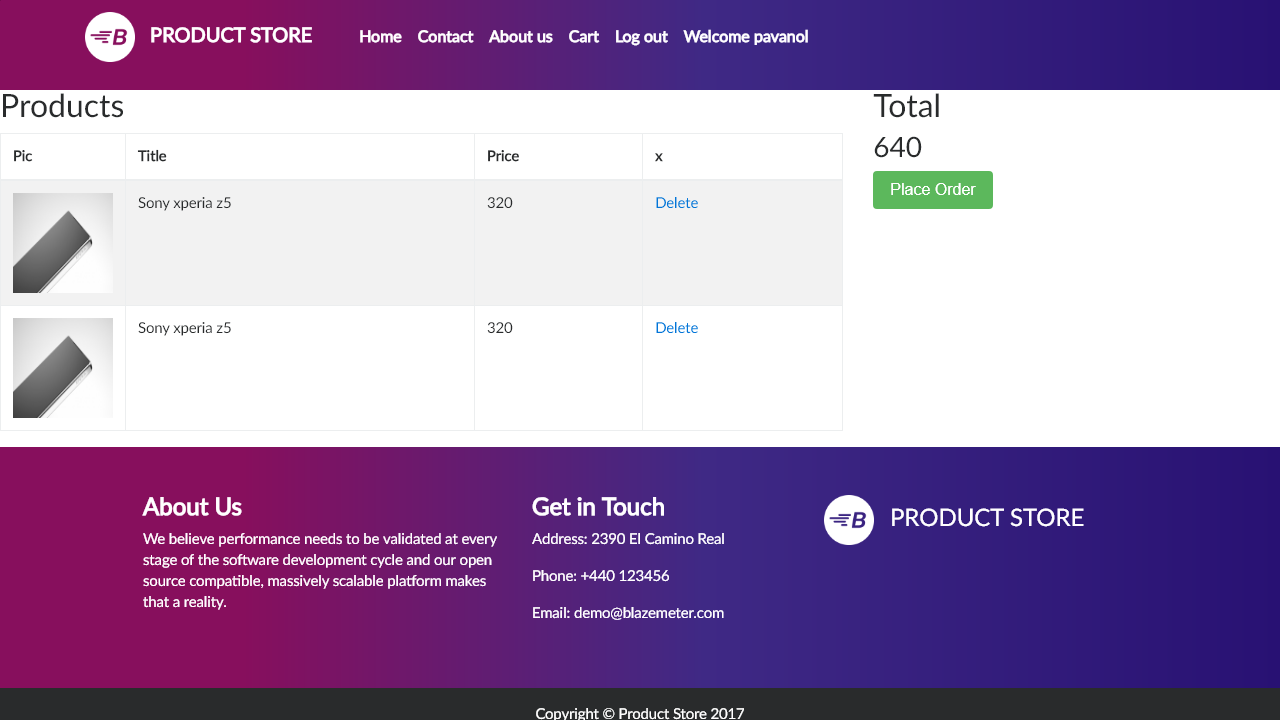 B PRODUCT STORE Home Contact About us Cart Log out Welcome pavanol
Products
Pic Title Price x
Sony xperia z5 320 Delete
Sony xperia z5 320 Delete
Total
640
Place Order
About Us
We believe performance needs to be validated at every
stage of the software development cycle and our open
source compatible, massively scalable platform makes
that a reality.
Get in Touch
Address: 2390 El Camino Real
Phone: +440 123456
Email: demo@blazemeter.com
B PRODUCT STORE
Copyright © Product Store 2017